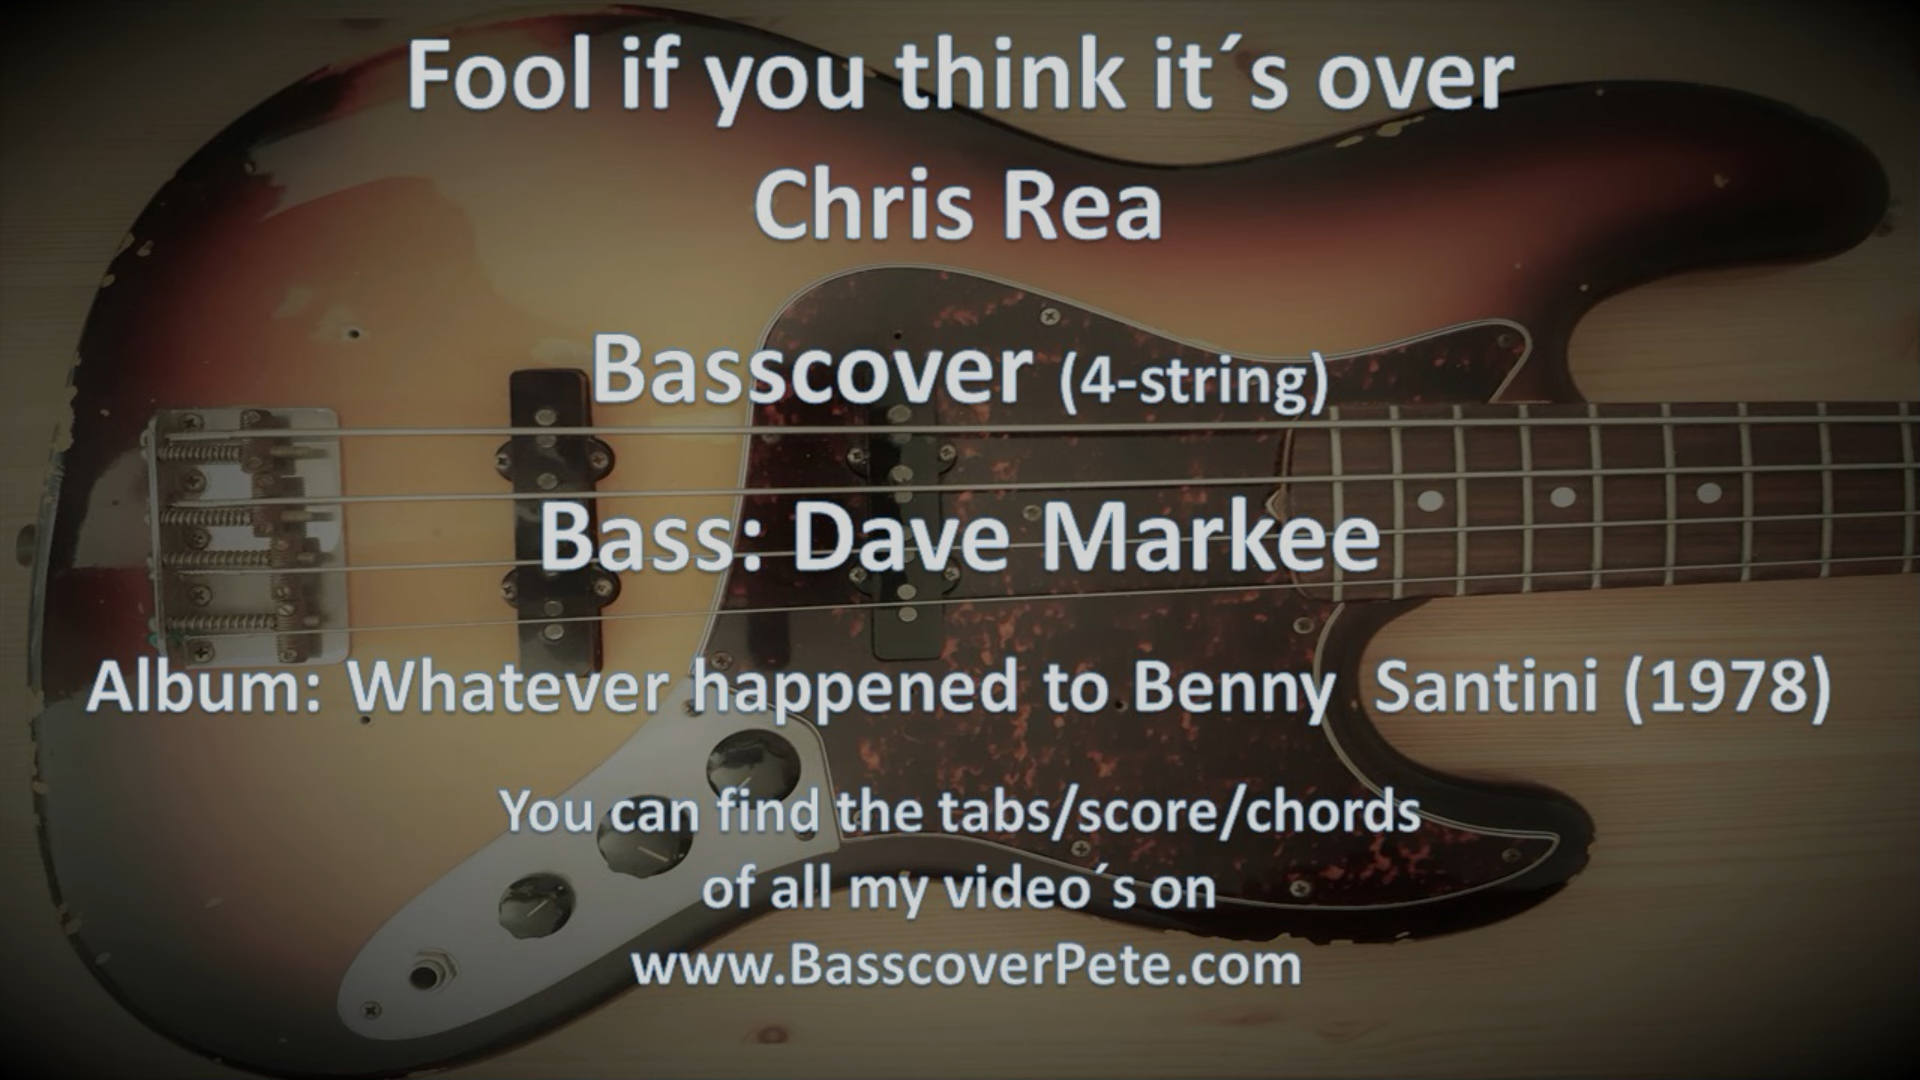 Fool if you think it´s over
Chris Rea
Basscover (4-string)
Bass: Dave Markee
Album: Whatever happened to Benny Santini (1978)
You can find the tabs/score/chords
of all my video´s on
www.BasscoverPete.com